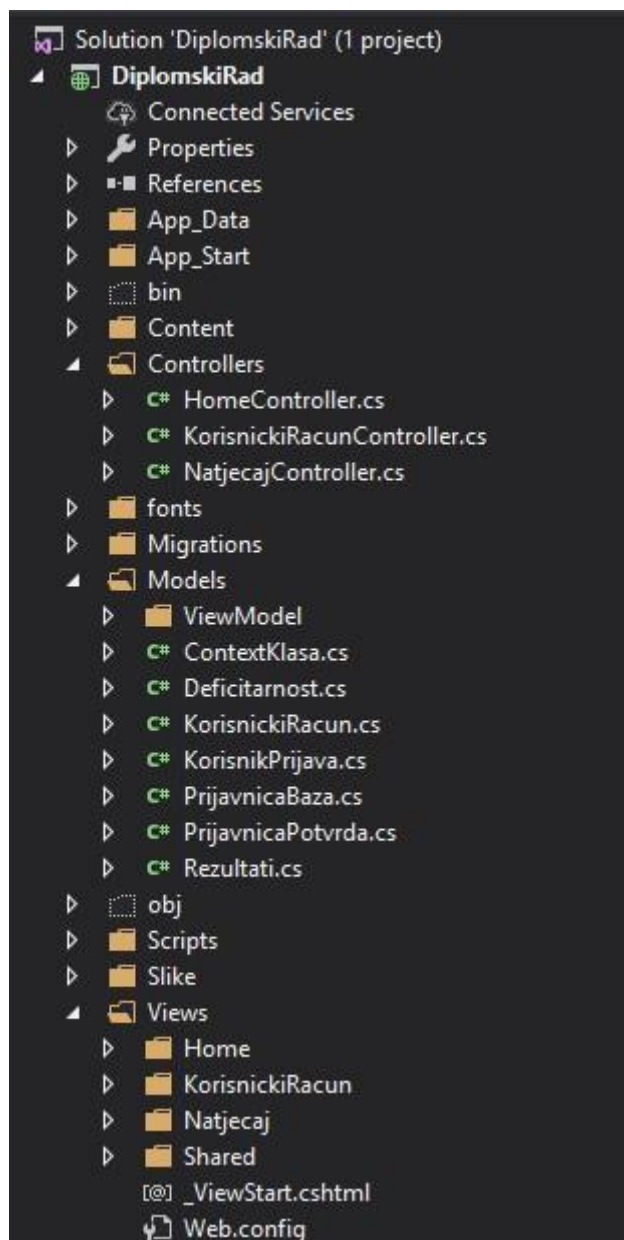 Solution 'DiplomskiRad' (1 project)
DiplomskiRad
Connected Services
Properties
References
App_Data
App_Start
bin
Content
Controllers
C# HomeController.cs
C# KorisnickiRacunController.cs
C# NatjecajController.cs
fonts
Migrations
Models
ViewModel
C# ContextKlasa.cs
C# Deficitarnost.cs
C# KorisnickiRacun.cs
C# KorisnikPrijava.cs
C# PrijavnicaBaza.cs
C# PrijavnicaPotvrda.cs
C# Rezultati.cs
obj
Scripts
Slike
Views
Home
KorisnickiRacun
Natjecaj
Shared
[@] _ViewStart.cshtml
Web.config